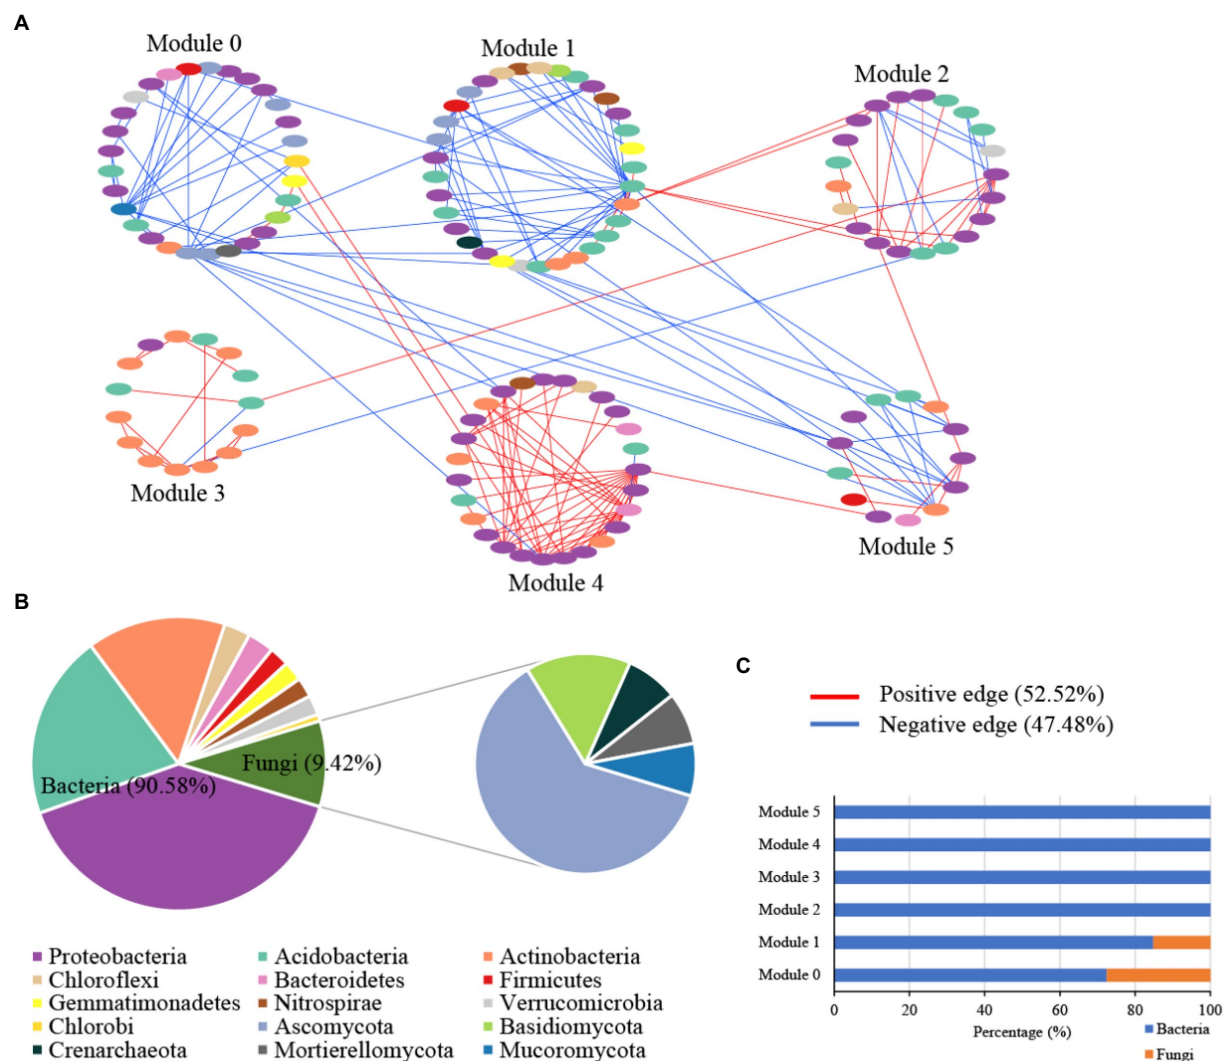 A
Module 0
Module 1
Module 2
Module 3
Module 4
Module 5
B
Bacteria (90.58%)
Fungi (9.42%)
Proteobacteria
Acidobacteria
Actinobacteria
Chloroflexi
Bacteroidetes
Firmicutes
Gemmatimonadetes
Nitrospirae
Verrucomicrobia
Chlorobi
Ascomycota
Basidiomycota
Crenarchaeota
Mortierellomycota
Mucoromycota
C
Positive edge (52.52%)
Negative edge (47.48%)
Module 5
Module 4
Module 3
Module 2
Module 1
Module 0
0 20 40 60 80 100
Percentage (%)
Bacteria
Fungi